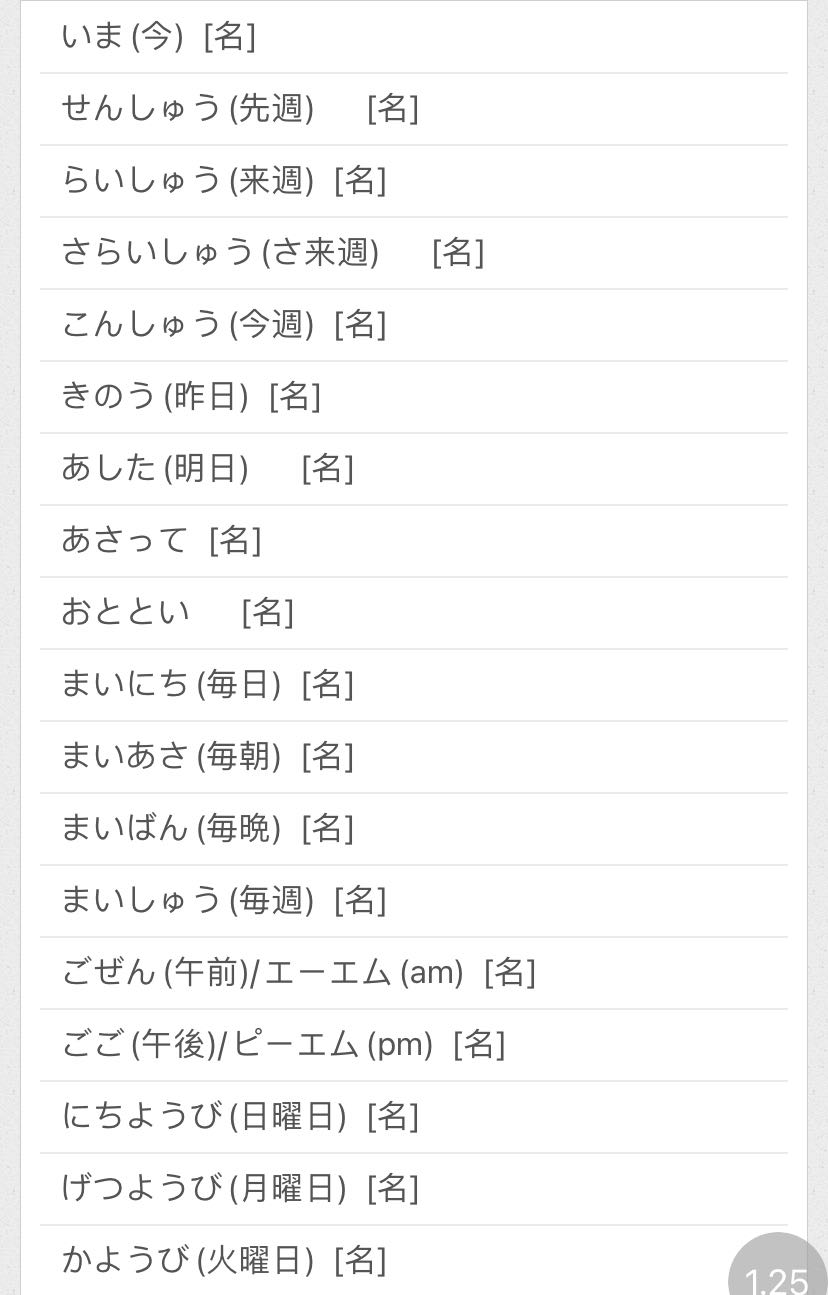 いま(今) [名]
せんしゅう(先週)　[名]
らいしゅう(来週) [名]
さらいしゅう(さ来週)　[名]
こんしゅう(今週) [名]
きのう(昨日) [名]
あした(明日)　[名]
あさって [名]
おととい　[名]
まいにち(毎日) [名]
まいあさ(毎朝) [名]
まいばん(毎晩) [名]
まいしゅう(毎週) [名]
ごぜん(午前)/エーエム(am) [名]
ごご(午後)/ピーエム(pm) [名]
にちようび(日曜日) [名]
げつようび(月曜日) [名]
かようび(火曜日) [名]
1.25